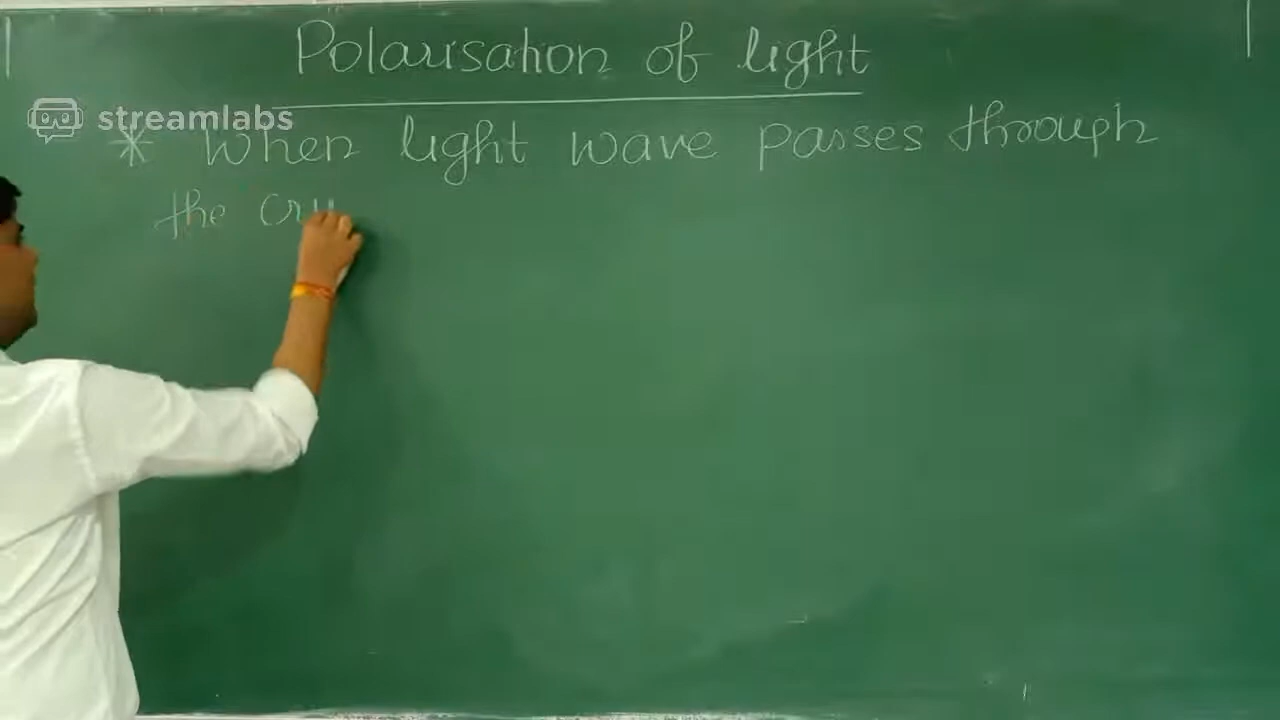 Polarisation of light
streamlabs
* When light wave passes through
the cry